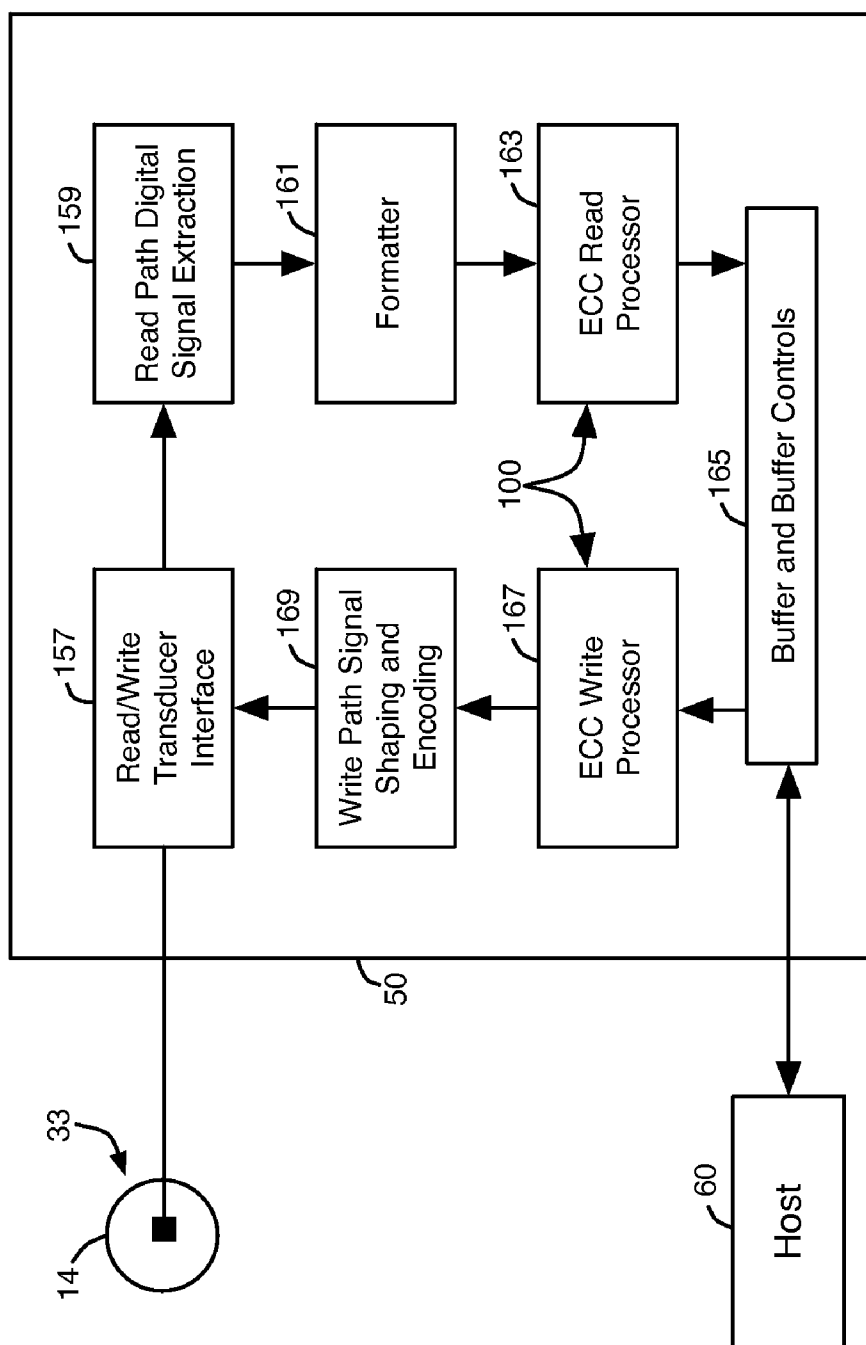 33
14
157
Read/Write
Transducer
Interface
159
Read Path Digital
Signal Extraction
169
Write Path Signal
Shaping and
Encoding
161
Formatter
167
ECC Write
Processor
100
163
ECC Read
Processor
50
165
Buffer and Buffer Controls
60
Host